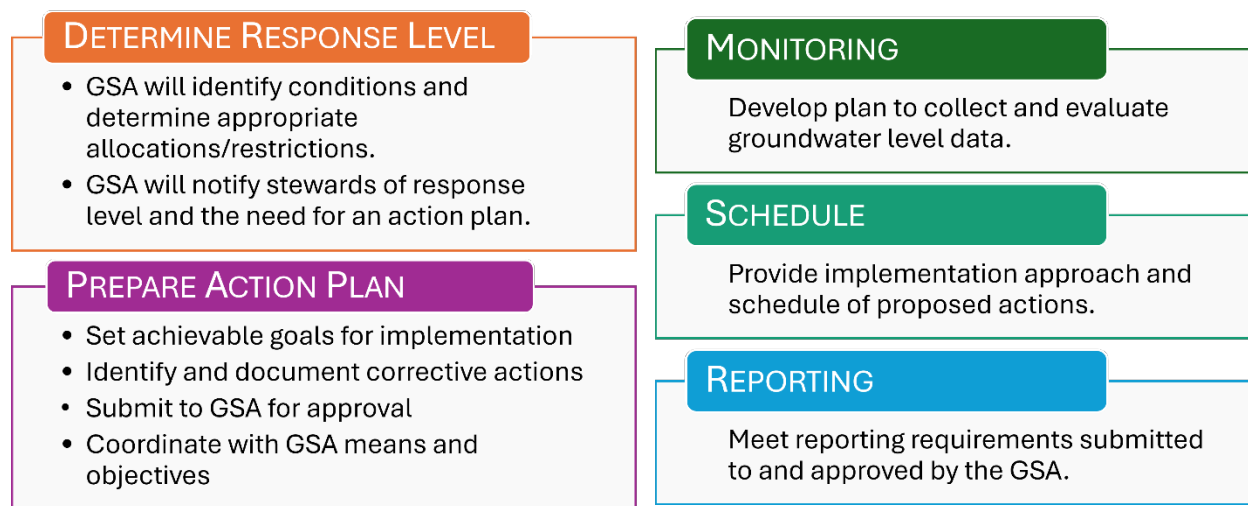 DETERMINE RESPONSE LEVEL
• GSA will identify conditions and
determine appropriate
allocations/restrictions.
• GSA will notify stewards of response
level and the need for an action plan.
PREPARE ACTION PLAN
• Set achievable goals for implementation
• Identify and document corrective actions
• Submit to GSA for approval
• Coordinate with GSA means and
objectives
MONITORING
Develop plan to collect and evaluate
groundwater level data.
SCHEDULE
Provide implementation approach and
schedule of proposed actions.
REPORTING
Meet reporting requirements submitted
to and approved by the GSA.